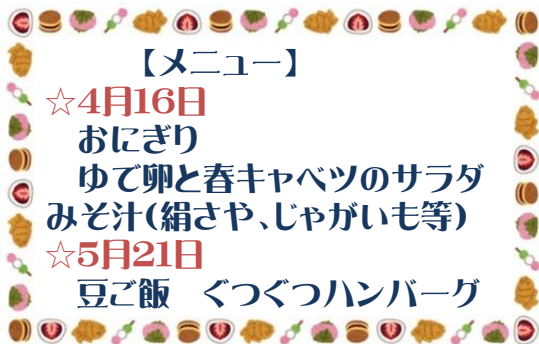 【メニュー】
☆4月16日
おにぎり
ゆで卵と春キャベツのサラダ
みそ汁(絹さや、じゃがいも等)
☆5月21日
豆ご飯　ぐつぐつハンバーグ